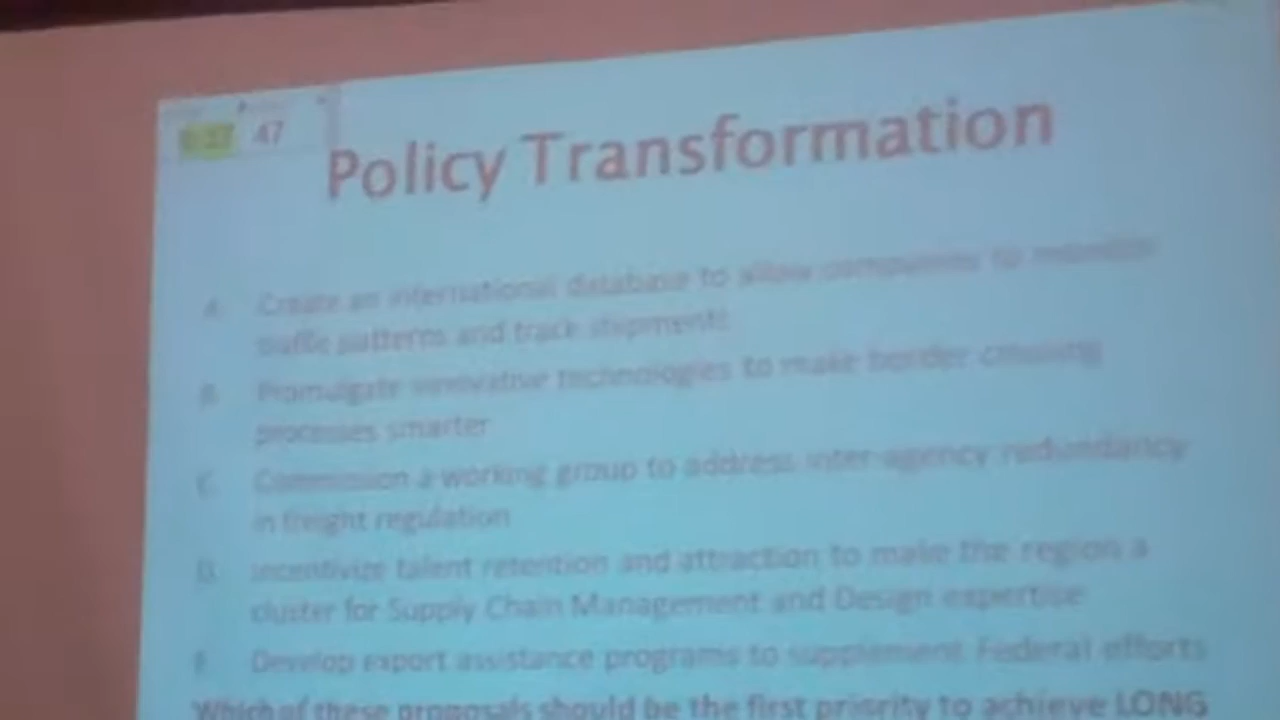 47
Policy Transformation
A. Create an international database to allow companies to monitor
traffic patterns and track shipments
B. Promulgate innovative technologies to make border crossing
processes smarter
C. Commission a working group to address inter-agency redundancy
in freight regulation
D. Incentivize talent retention and attraction to make the region a
cluster for Supply Chain Management and Design expertise
E. Develop export assistance programs to supplement Federal efforts
Which of these proposals should be the first priority to achieve LONG